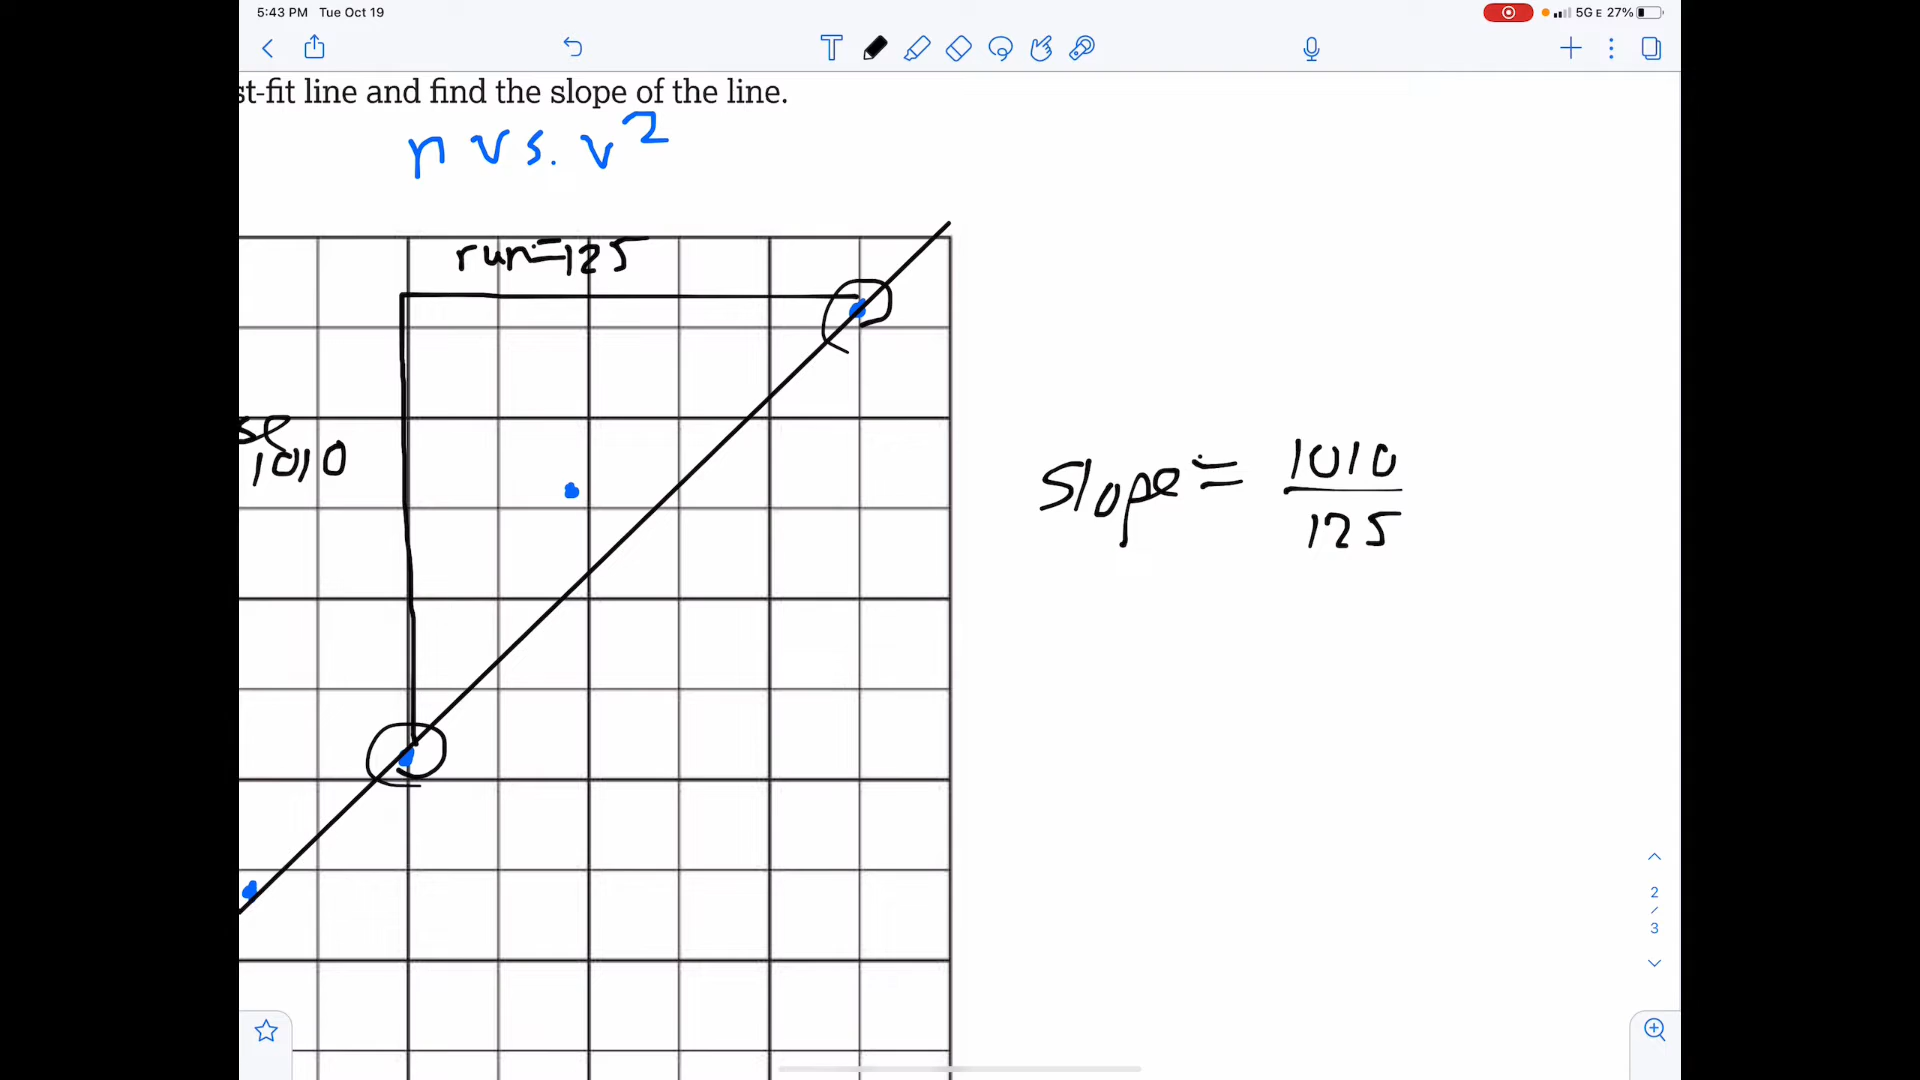 5:43 PM Tue Oct 19
5G E 27%
st-fit line and find the slope of the line.
n vs. v²
run=125
se
1010
slope= 1010
125
2
/
3